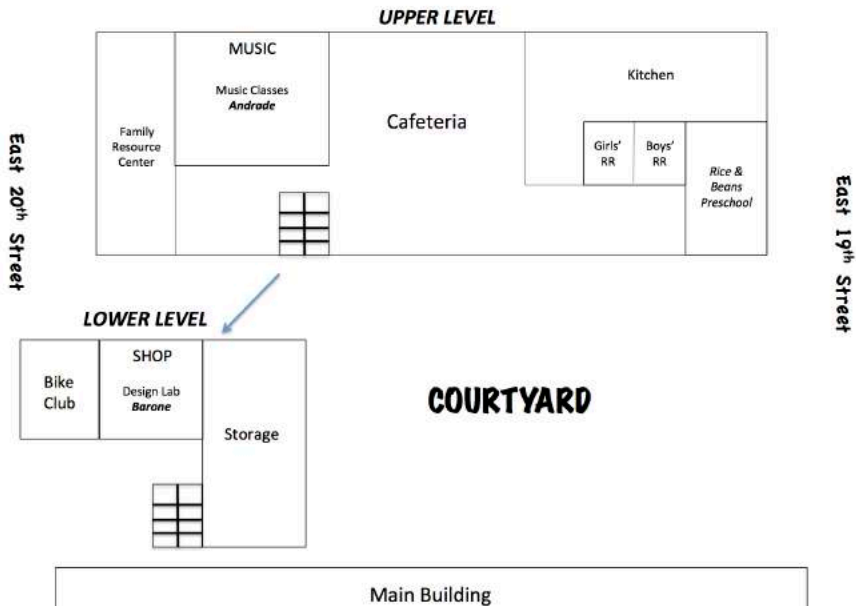 UPPER LEVEL
MUSIC
Music Classes
Andrade
Family
Resource
Center
Cafeteria
Kitchen
Girls'
RR
Boys'
RR
Rice &
Beans
Preschool
East 20th Street
East 19th Street
LOWER LEVEL
Bike
Club
SHOP
Design Lab
Barone
Storage
COURTYARD
Main Building